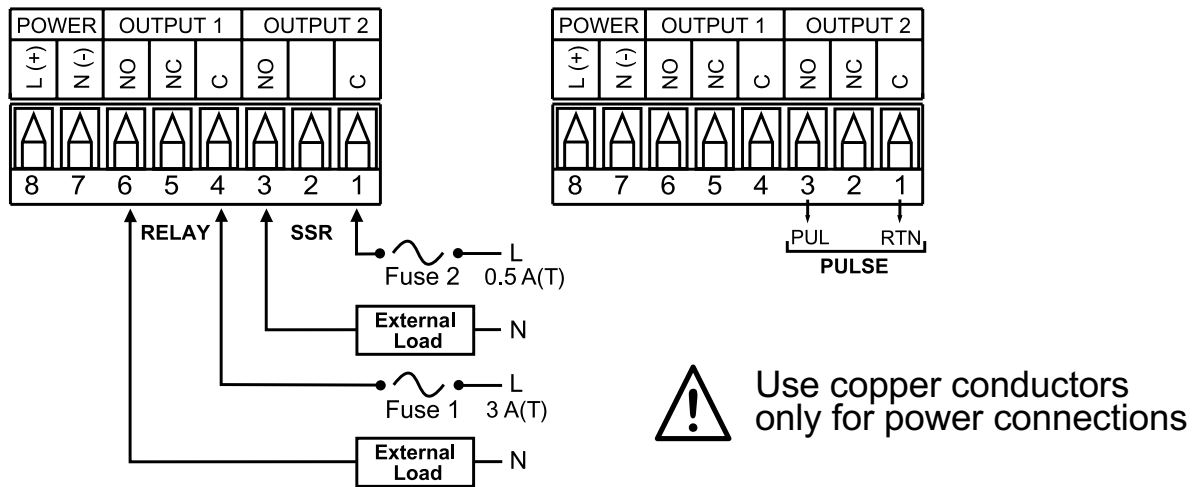 POWER OUTPUT 1 OUTPUT 2
L (+) N (-) NO NC C NO C
8 7 6 5 4 3 2 1
RELAY SSR
L
Fuse 2 0.5 A(T)
External
Load
N
L
Fuse 1 3 A(T)
External
Load
N
POWER OUTPUT 1 OUTPUT 2
L (+) N (-) NO NC C NO NC C
8 7 6 5 4 3 2 1
PUL RTN
PULSE
Use copper conductors
only for power connections